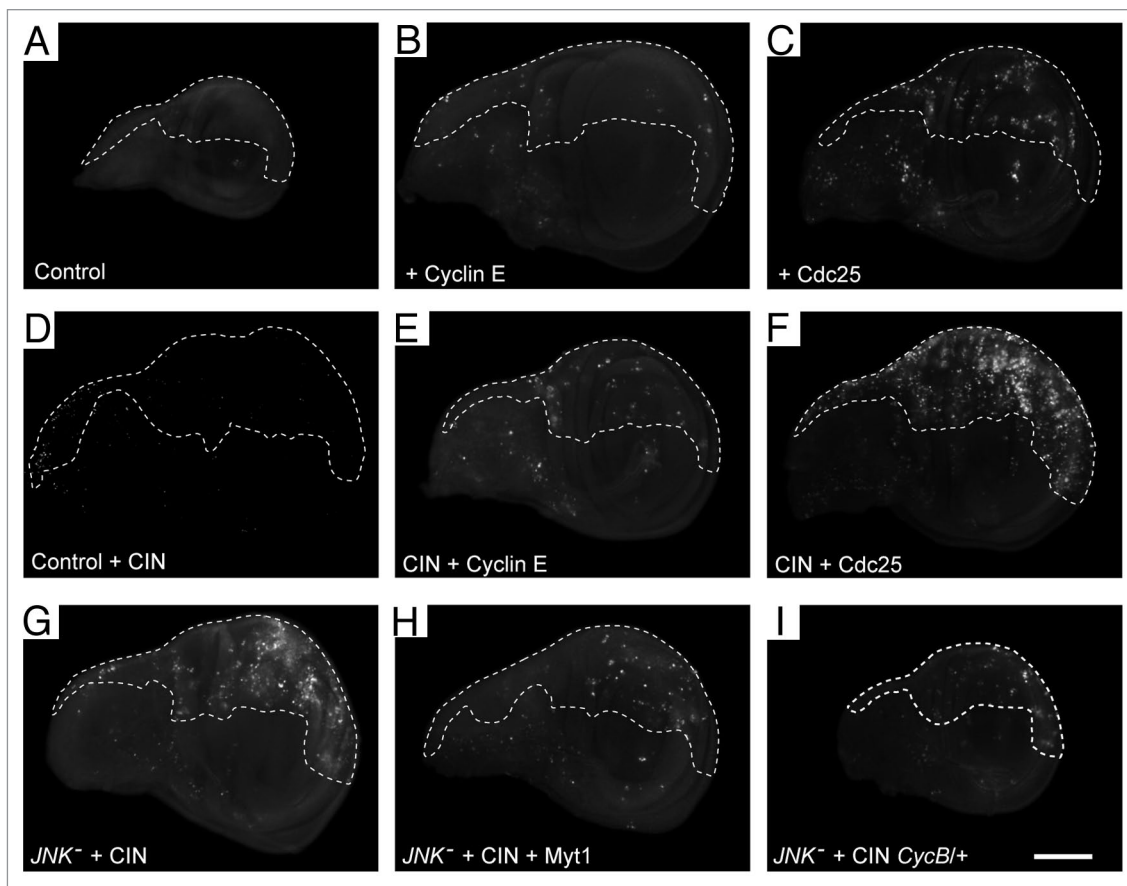 A
B
C
Control
+ Cyclin E
+ Cdc25
D
E
F
Control + CIN
CIN + Cyclin E
CIN + Cdc25
G
H
I
JNK⁻ + CIN
JNK⁻ + CIN + Myt1
JNK⁻ + CIN CycB/+